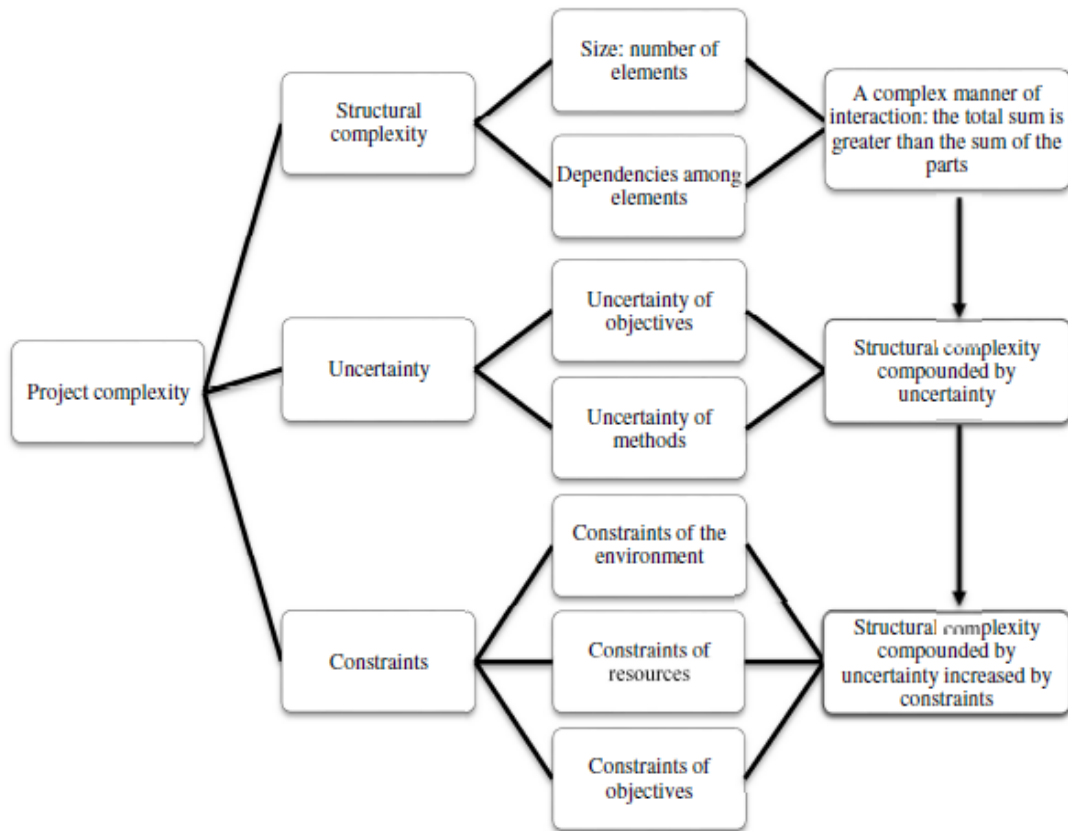 Size: number of
elements
Structural
complexity
A complex manner of
interaction: the total sum is
greater than the sum of the
parts
Dependencies among
elements
Uncertainty of
objectives
Project complexity
Uncertainty
Structural complexity
compounded by
uncertainty
Uncertainty of
methods
Constraints of the
environment
Constraints
Constraints of
resources
Structural complexity
compounded by
uncertainty increased by
constraints
Constraints of
objectives